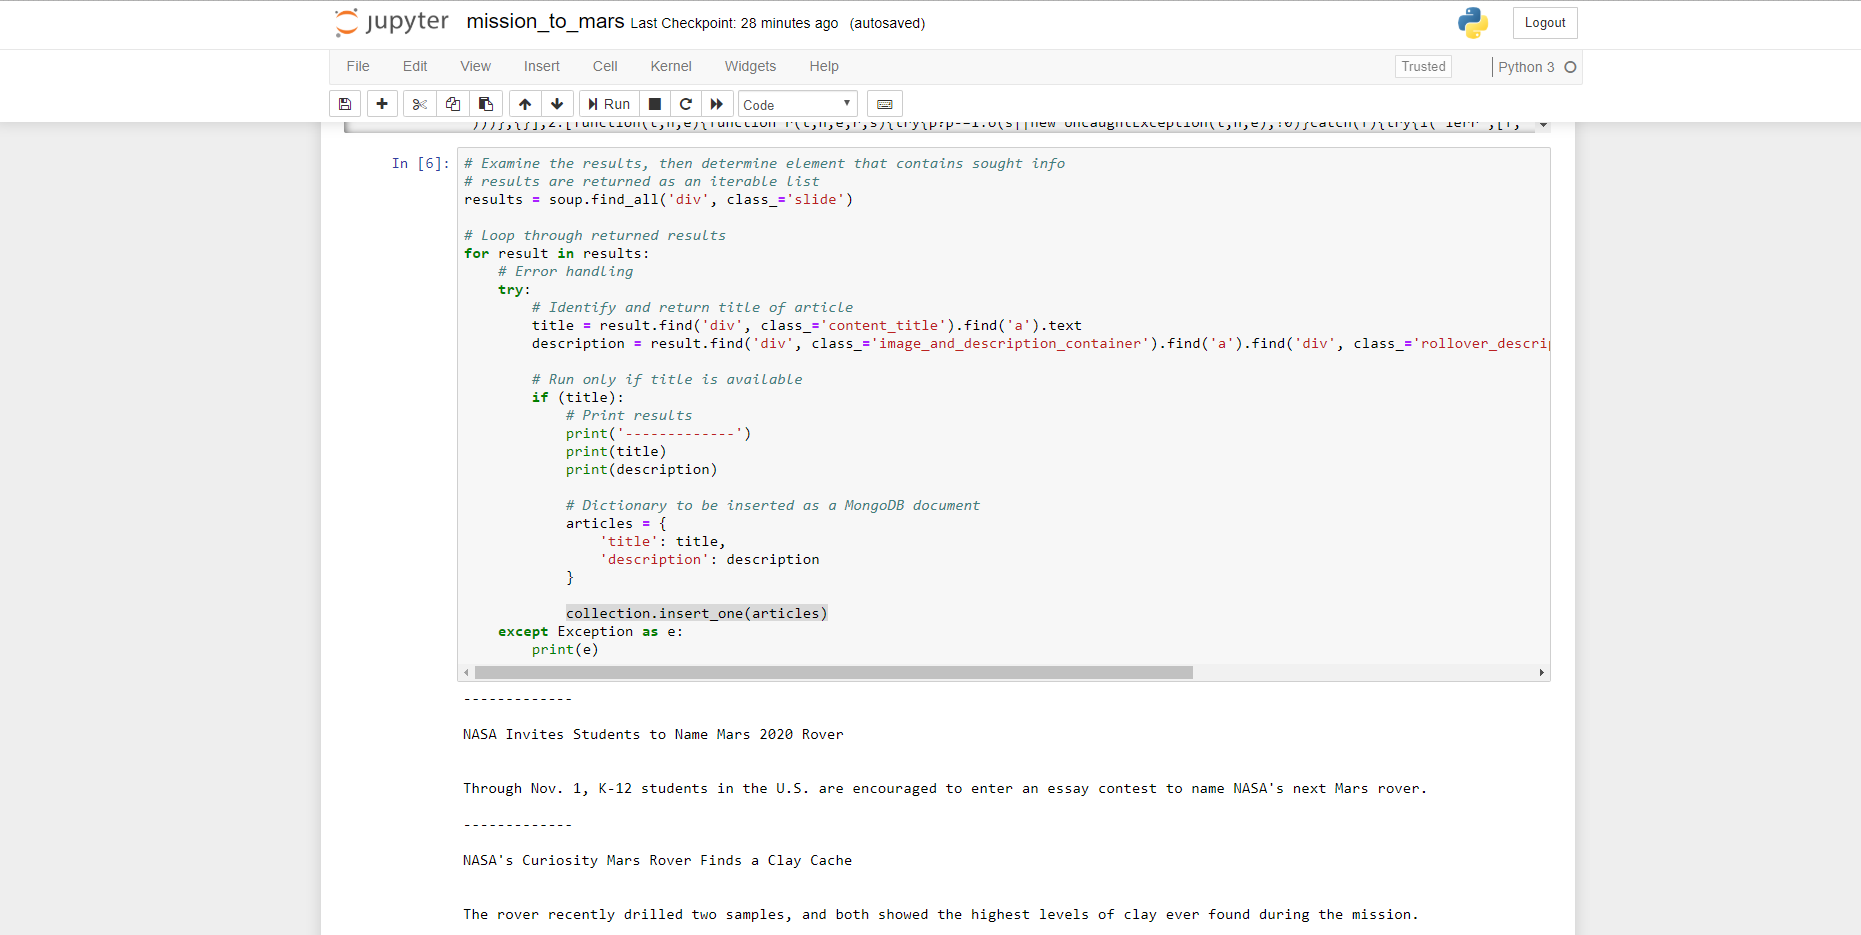 jupyter mission_to_mars Last Checkpoint: 28 minutes ago (autosaved) Logout
File Edit View Insert Cell Kernel Widgets Help Trusted Python 3
Run Code
In [6]: # Examine the results, then determine element that contains sought info
# results are returned as an iterable list
results = soup.find_all('div', class_='slide')
# Loop through returned results
for result in results:
    # Error handling
    try:
        # Identify and return title of article
        title = result.find('div', class_='content_title').find('a').text
        description = result.find('div', class_='image_and_description_container').find('a').find('div', class_='rollover_descrip
        # Run only if title is available
        if (title):
            # Print results
            print('-------------')
            print(title)
            print(description)
            # Dictionary to be inserted as a MongoDB document
            articles = {
                'title': title,
                'description': description
            }
            collection.insert_one(articles)
    except Exception as e:
        print(e)
-------------
NASA Invites Students to Name Mars 2020 Rover
Through Nov. 1, K-12 students in the U.S. are encouraged to enter an essay contest to name NASA's next Mars rover.
-------------
NASA's Curiosity Mars Rover Finds a Clay Cache
The rover recently drilled two samples, and both showed the highest levels of clay ever found during the mission.